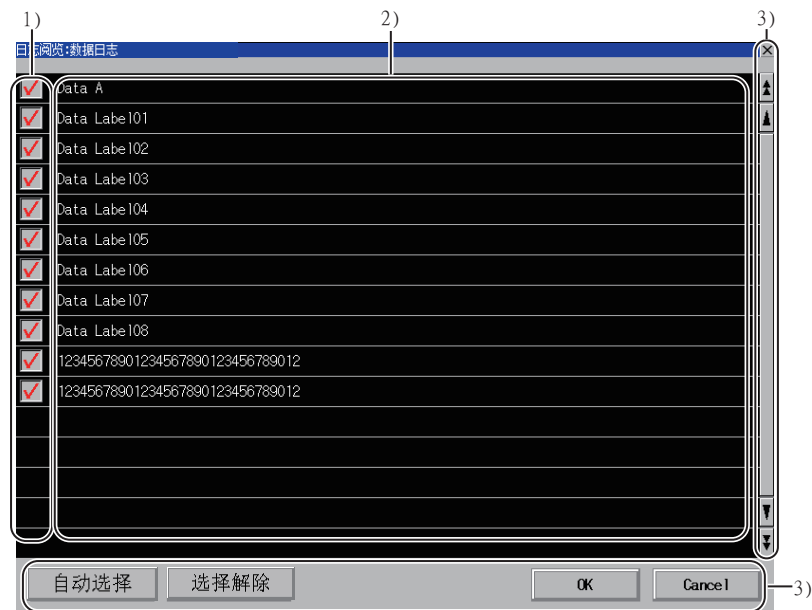 1)
2)
3)
日志阅览:数据日志
Data A
Data Label01
Data Label02
Data Label03
Data Label04
Data Label05
Data Label06
Data Label07
Data Label08
12345678901234567890123456789012
12345678901234567890123456789012
自动选择 选择解除 OK Cancel
3)